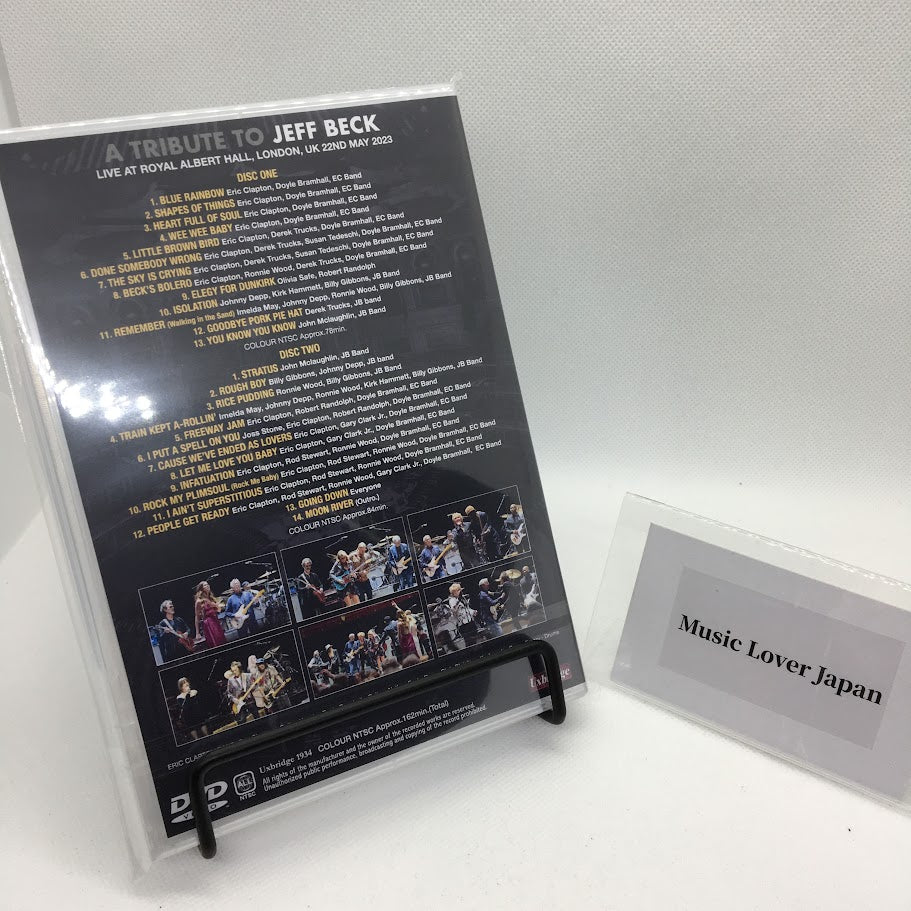 A TRIBUTE TO JEFF BECK
LIVE AT ROYAL ALBERT HALL, LONDON, UK 22ND MAY 2023
DISC ONE
1. BLUE RAINBOW Eric Clapton, Doyle Bramhall, EC Band
2. SHAPES OF THINGS Eric Clapton, Doyle Bramhall, EC Band
3. HEART FULL OF SOUL Eric Clapton, Doyle Bramhall, EC Band
4. WEE WEE BABY Eric Clapton, Doyle Bramhall, EC Band
5. LITTLE BROWN BIRD Eric Clapton, Derek Trucks, Doyle Bramhall, EC Band
6. DONE SOMEBODY WRONG Eric Clapton, Derek Trucks, Susan Tedeschi, Doyle Bramhall, EC Band
7. THE SKY IS CRYING Eric Clapton, Derek Trucks, Susan Tedeschi, Doyle Bramhall, EC Band
8. BECK'S BOLERO Eric Clapton, Ronnie Wood, Derek Trucks, Doyle Bramhall, EC Band
9. ELEGY FOR DUNKIRK Olivia Safe, Robert Randolph
10. ISOLATION Johnny Depp, Kirk Hammett, Billy Gibbons, JB Band
11. REMEMBER (Walking in the Sand) Imelda May, Johnny Depp, Ronnie Wood, Billy Gibbons, JB Band
12. GOODBYE PORK PIE HAT Derek Trucks, JB band
13. YOU KNOW YOU KNOW John Mclaughlin, JB Band
COLOUR NTSC Approx.78min.
DISC TWO
1. STRATUS John Mclaughlin, JB Band
2. ROUGH BOY Billy Gibbons, Johnny Depp, JB band
3. RICE PUDDING Ronnie Wood, Billy Gibbons, JB Band
4. TRAIN KEPT A-ROLLIN' Imelda May, Johnny Depp, Ronnie Wood, Kirk Hammett, Billy Gibbons, JB Band
5. FREEWAY JAM Eric Clapton, Robert Randolph, Doyle Bramhall, EC Band
6. I PUT A SPELL ON YOU Joss Stone, Eric Clapton, Robert Randolph, Doyle Bramhall, EC Band
7. CAUSE WE'VE ENDED AS LOVERS Eric Clapton, Gary Clark Jr., Doyle Bramhall, EC Band
8. LET ME LOVE YOU BABY Eric Clapton, Gary Clark Jr., Doyle Bramhall, EC Band
9. INFATUATION Eric Clapton, Rod Stewart, Ronnie Wood, Doyle Bramhall, EC Band
10. ROCK MY PLIMSOUL (Rock Me Baby) Eric Clapton, Rod Stewart, Ronnie Wood, Doyle Bramhall, EC Band
11. I AIN'T SUPERSTITIOUS Eric Clapton, Rod Stewart, Ronnie Wood, Doyle Bramhall, EC Band
12. PEOPLE GET READY Eric Clapton, Rod Stewart, Ronnie Wood, Gary Clark Jr., Doyle Bramhall, EC Band
13. GOING DOWN Everyone
14. MOON RIVER (Outro.)
COLOUR NTSC Approx.84min.
Drums
Uxbridge
ERIC
Uxbridge 1934 COLOUR NTSC Approx.162min.(Total)
All rights of the manufacturer and the owner of the recorded works are reserved.
Unauthorized public performance, broadcasting and copying of the record prohibited.
DVD
VIDEO
ALL
NTSC
Music Lover Japan